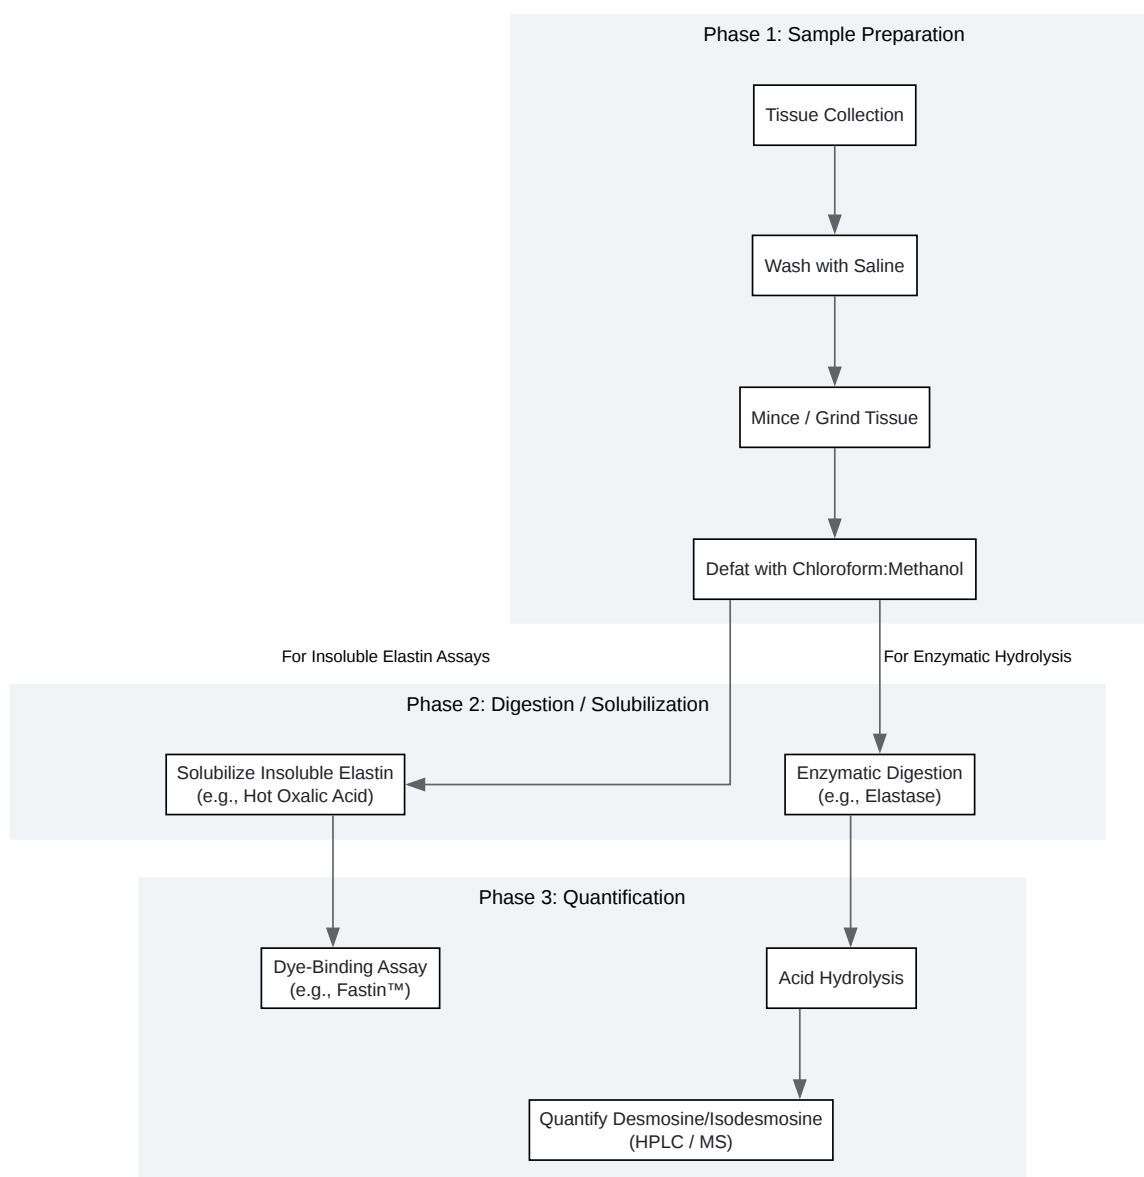 Phase 1: Sample Preparation
Tissue Collection
Wash with Saline
Mince / Grind Tissue
Defat with Chloroform:Methanol
For Insoluble Elastin Assays
For Enzymatic Hydrolysis
Phase 2: Digestion / Solubilization
Solubilize Insoluble Elastin
(e.g., Hot Oxalic Acid)
Enzymatic Digestion
(e.g., Elastase)
Phase 3: Quantification
Dye-Binding Assay
(e.g., Fastin™)
Acid Hydrolysis
Quantify Desmosine/Isodesmosine
(HPLC / MS)